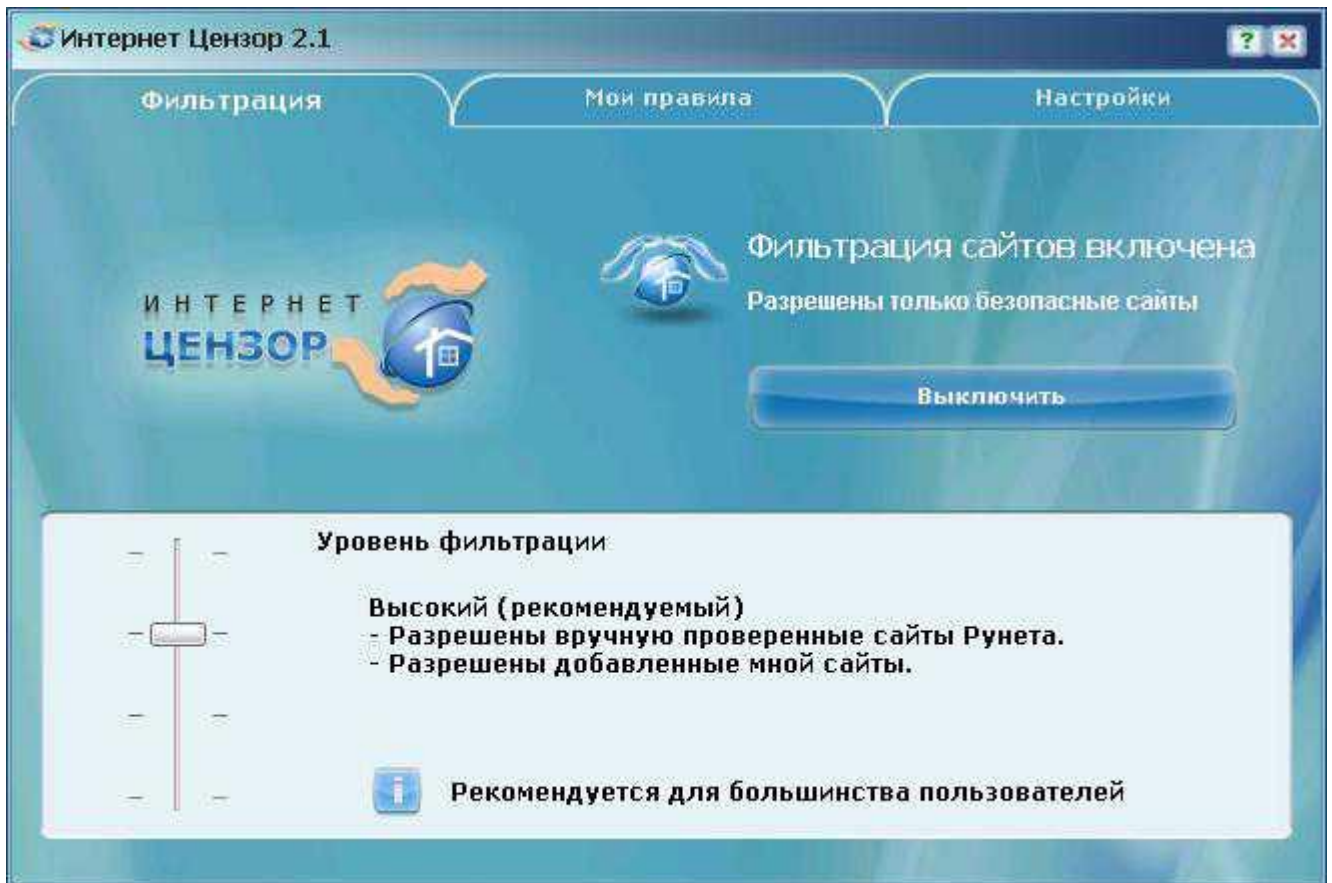 Интернет Цензор 2.1
Фильтрация
Мои правила
Настройки
ИНТЕРНЕТ
ЦЕНЗОР
Фильтрация сайтов включена
Разрешены только безопасные сайты
Выключить
Уровень фильтрации
Высокий (рекомендуемый)
- Разрешены вручную проверенные сайты Рунета.
- Разрешены добавленные мной сайты.
Рекомендуется для большинства пользователей